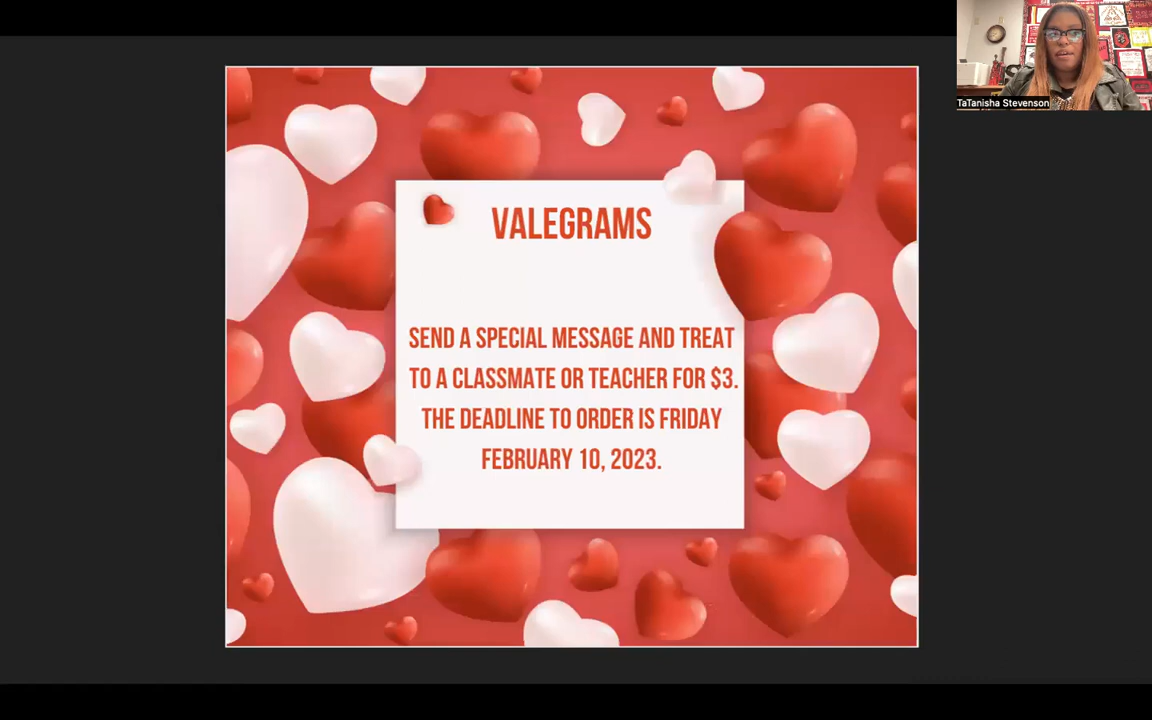 TaTanisha Stevenson
VALEGRAMS
SEND A SPECIAL MESSAGE AND TREAT
TO A CLASSMATE OR TEACHER FOR $3.
THE DEADLINE TO ORDER IS FRIDAY
FEBRUARY 10, 2023.